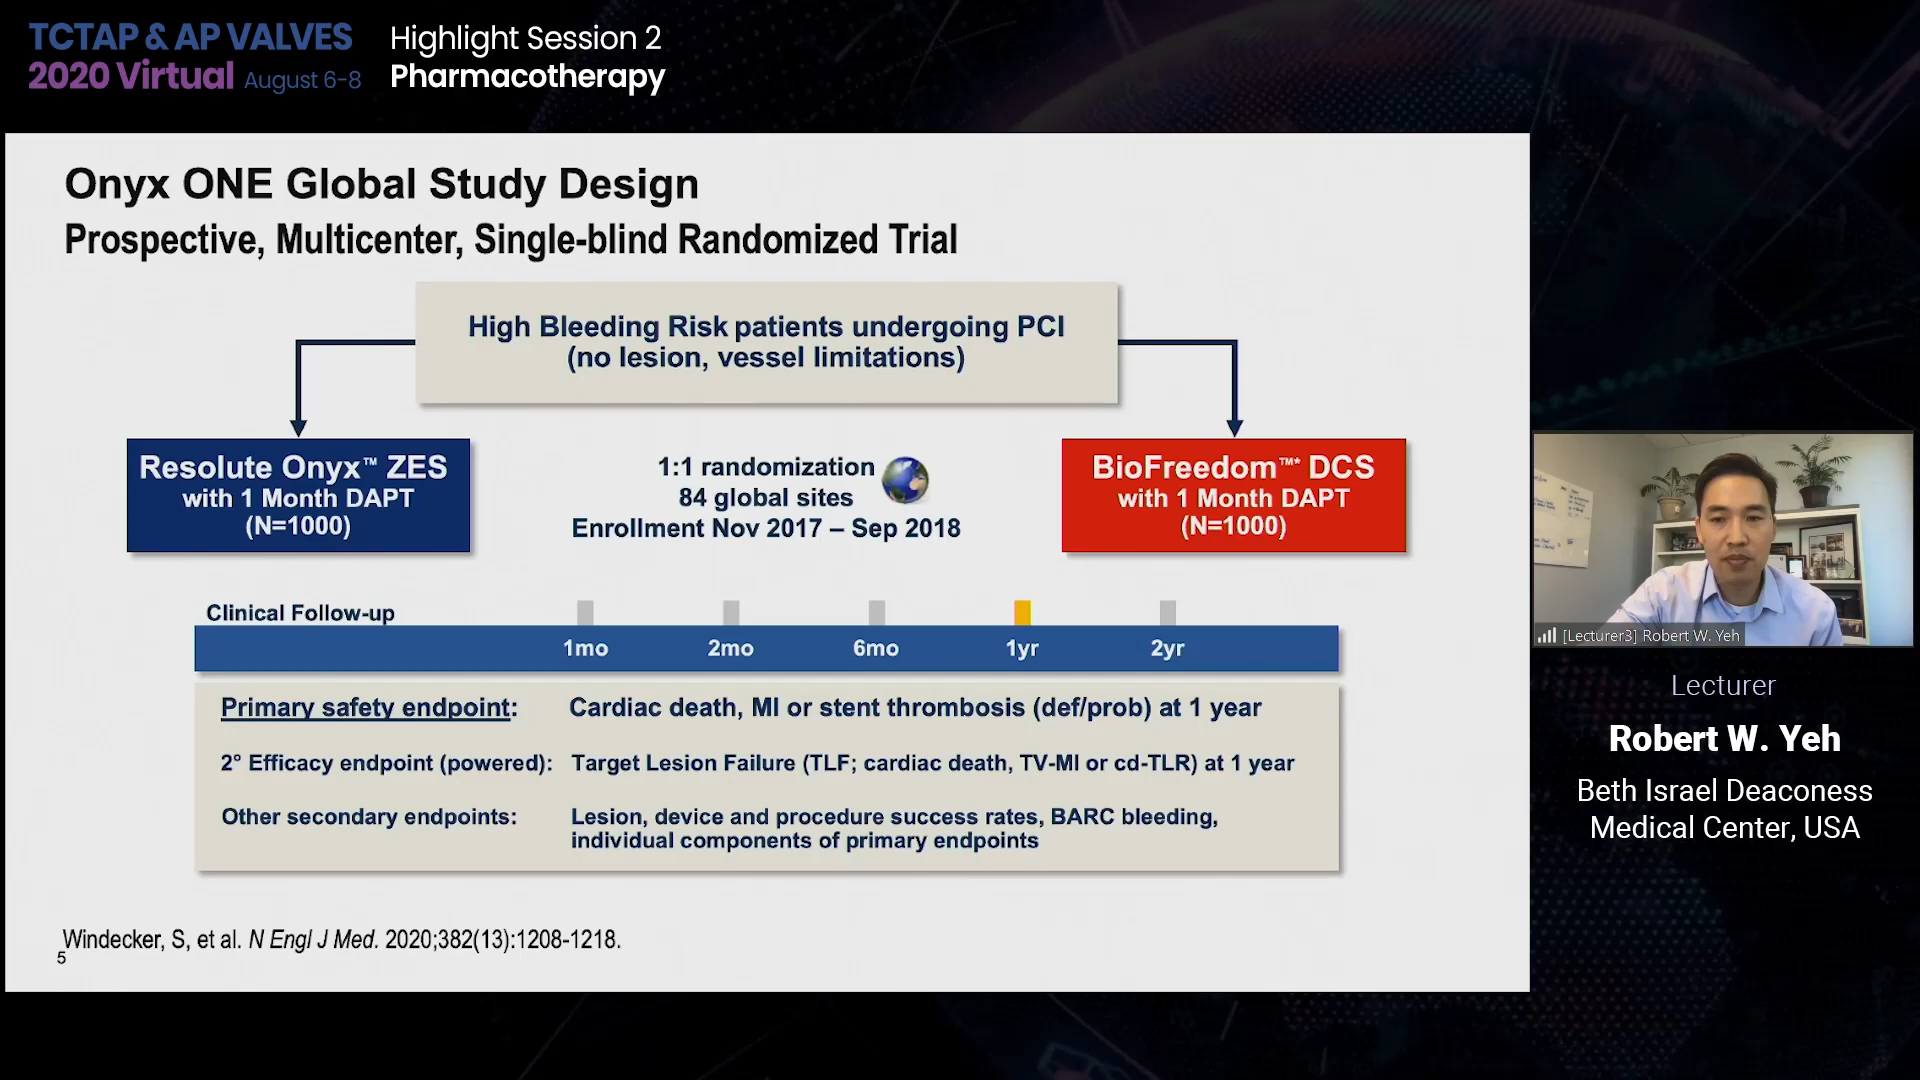 TCTAP & AP VALVES
2020 Virtual August 6-8
Highlight Session 2
Pharmacotherapy
Onyx ONE Global Study Design
Prospective, Multicenter, Single-blind Randomized Trial
High Bleeding Risk patients undergoing PCI
(no lesion, vessel limitations)
Resolute Onyx™ ZES
with 1 Month DAPT
(N=1000)
1:1 randomization
84 global sites
Enrollment Nov 2017 – Sep 2018
BioFreedom™* DCS
with 1 Month DAPT
(N=1000)
Clinical Follow-up
1mo 2mo 6mo 1yr 2yr
Primary safety endpoint: Cardiac death, MI or stent thrombosis (def/prob) at 1 year
2° Efficacy endpoint (powered): Target Lesion Failure (TLF; cardiac death, TV-MI or cd-TLR) at 1 year
Other secondary endpoints: Lesion, device and procedure success rates, BARC bleeding,
individual components of primary endpoints
Windecker, S, et al. N Engl J Med. 2020;382(13):1208-1218.
5
[Lecturer3] Robert W. Yeh
Lecturer
Robert W. Yeh
Beth Israel Deaconess
Medical Center, USA